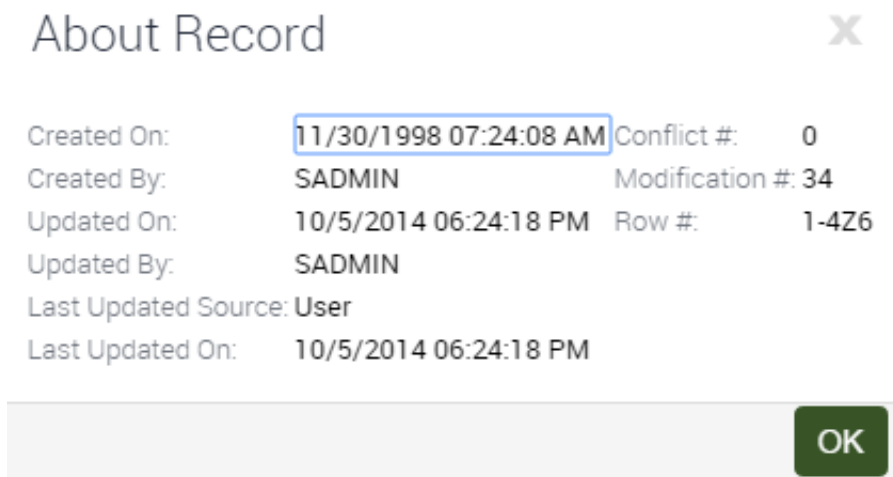 About Record X
Created On: 11/30/1998 07:24:08 AM Conflict #: 0
Created By: SADMIN Modification #: 34
Updated On: 10/5/2014 06:24:18 PM Row #: 1-4Z6
Updated By: SADMIN
Last Updated Source: User
Last Updated On: 10/5/2014 06:24:18 PM
OK